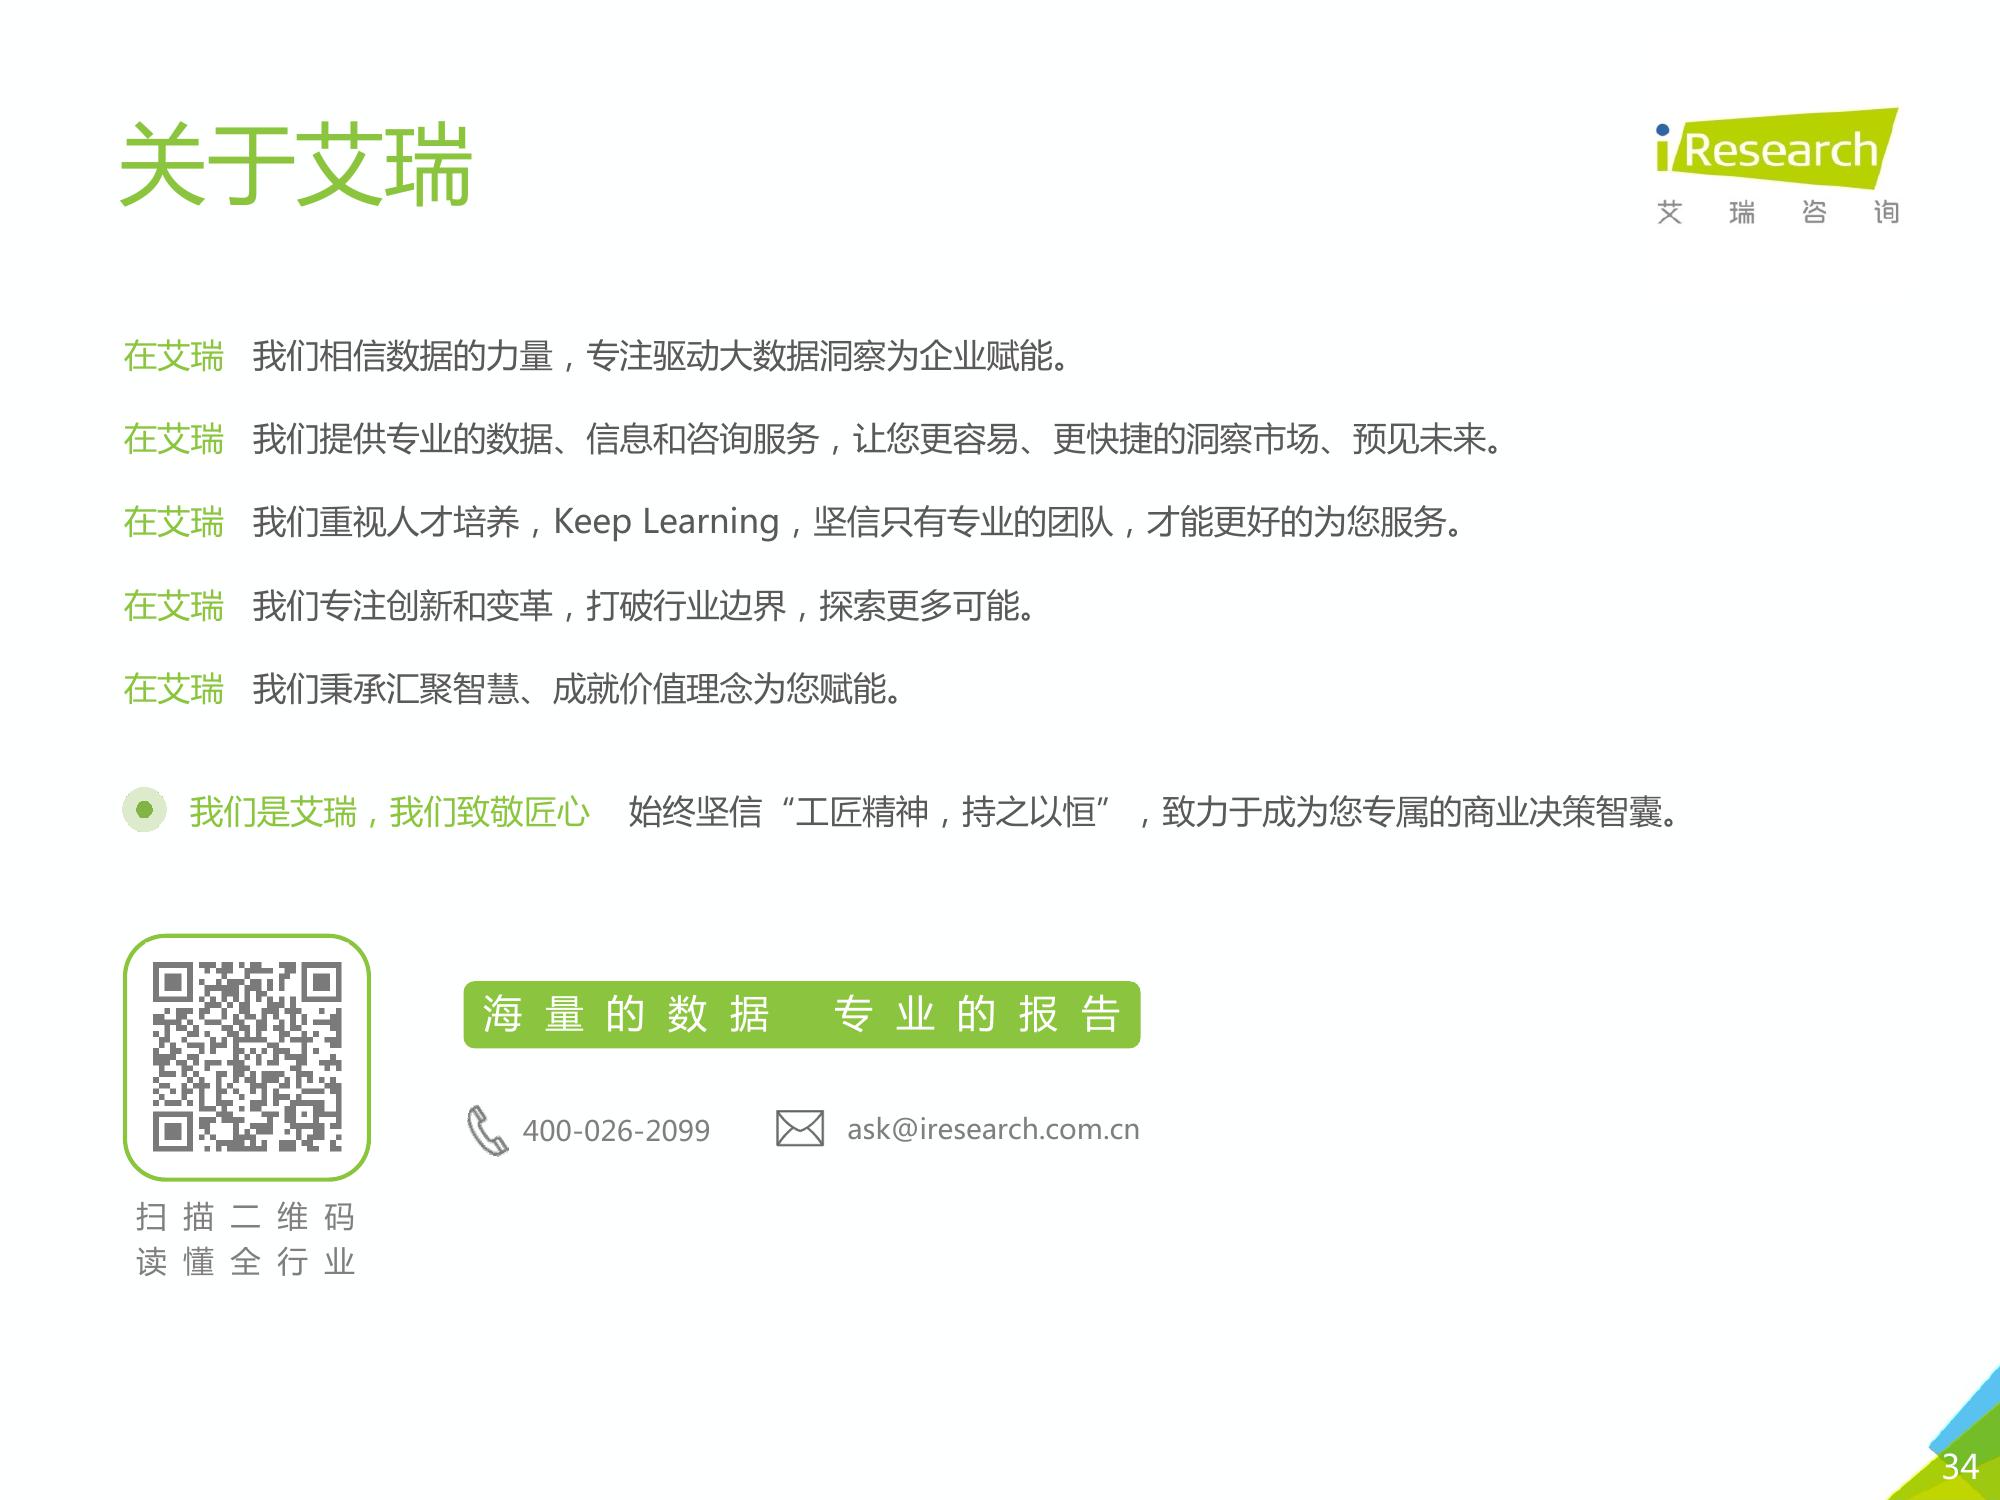 关于艾瑞
iResearch
艾瑞咨询
在艾瑞 我们相信数据的力量，专注驱动大数据洞察为企业赋能。
在艾瑞 我们提供专业的数据、信息和咨询服务，让您更容易、更快捷的洞察市场、预见未来。
在艾瑞 我们重视人才培养，Keep Learning，坚信只有专业的团队，才能更好的为您服务。
在艾瑞 我们专注创新和变革，打破行业边界，探索更多可能。
在艾瑞 我们秉承汇聚智慧、成就价值理念为您赋能。
我们是艾瑞，我们致敬匠心 始终坚信“工匠精神，持之以恒”，致力于成为您专属的商业决策智囊。
海量的数据 专业的报告
400-026-2099 ask@iresearch.com.cn
扫描二维码
读懂全行业
34